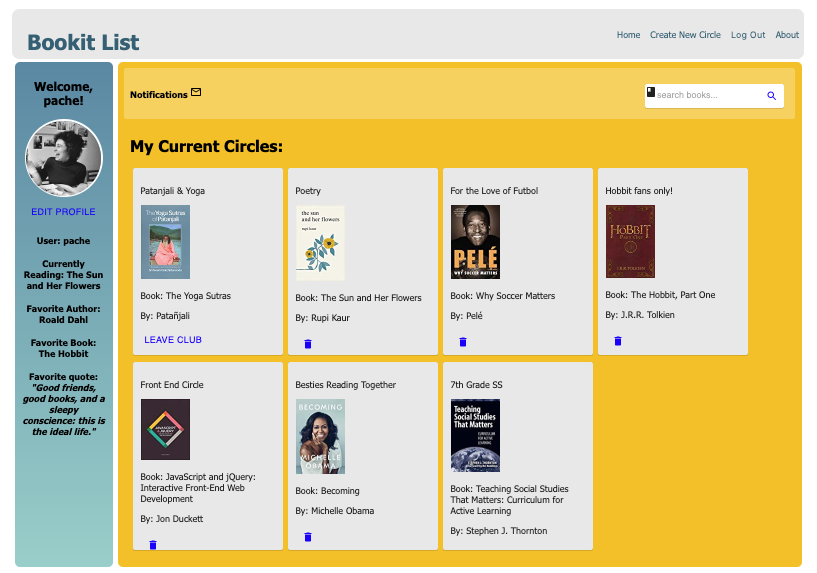 Bookit List
Home Create New Circle Log Out About
Welcome,
pache!
EDIT PROFILE
User: pache
Currently
Reading: The Sun
and Her Flowers
Favorite Author:
Roald Dahl
Favorite Book:
The Hobbit
Favorite quote:
"Good friends,
good books, and a
sleepy
conscience: this is
the ideal life."
Notifications
search books...
My Current Circles:
Patanjali & Yoga
The Yoga Sutras
of Patanjali
Book: The Yoga Sutras
By: Patañjali
LEAVE CLUB
Poetry
the sun
and her flowers
rupi kaur
Book: The Sun and Her Flowers
By: Rupi Kaur
For the Love of Futbol
PELÉ
WHY SOCCER MATTERS
Book: Why Soccer Matters
By: Pelé
Hobbit fans only!
HOBBIT
PART ONE
J.R.R. TOLKIEN
Book: The Hobbit, Part One
By: J.R.R. Tolkien
Front End Circle
JAVASCRIPT
& JQUERY
Book: JavaScript and jQuery:
Interactive Front-End Web
Development
By: Jon Duckett
Besties Reading Together
BECOMING
MICHELLE
OBAMA
Book: Becoming
By: Michelle Obama
7th Grade SS
Teaching
Social Studies
That Matters
CURRICULUM
FOR ACTIVE
LEARNING
Book: Teaching Social Studies
That Matters: Curriculum for
Active Learning
By: Stephen J. Thornton